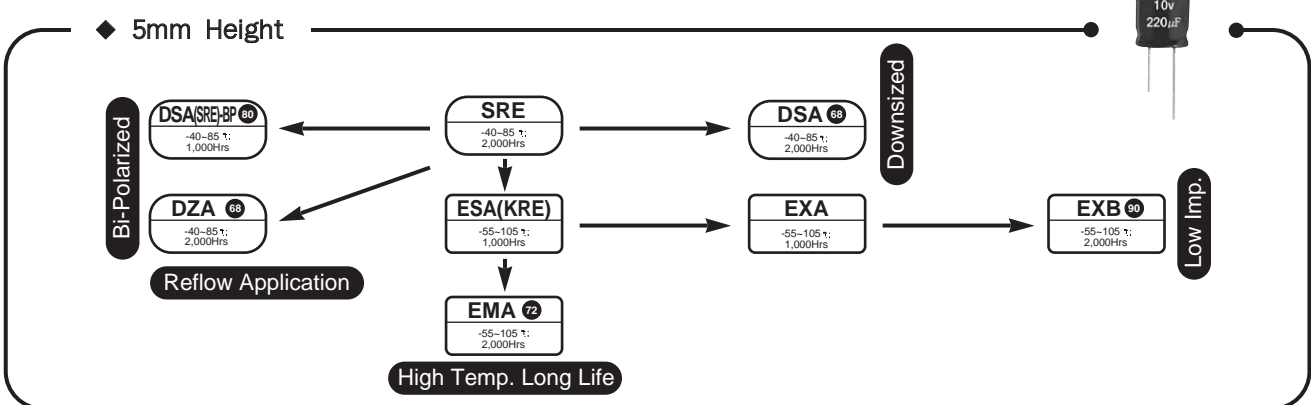 10v
220µF
◆ 5mm Height
Bi-Polarized
DSA(SRE)-BP 80
-40~85 ℃;
1,000Hrs
SRE
-40~85 ℃;
2,000Hrs
DSA 68
-40~85 ℃;
2,000Hrs
Downsized
DZA 68
-40~85 ℃;
2,000Hrs
Reflow Application
ESA(KRE)
-55~105 ℃;
1,000Hrs
EXA
-55~105 ℃;
1,000Hrs
EXB 90
-55~105 ℃;
2,000Hrs
Low Imp.
EMA 72
-55~105 ℃;
2,000Hrs
High Temp. Long Life